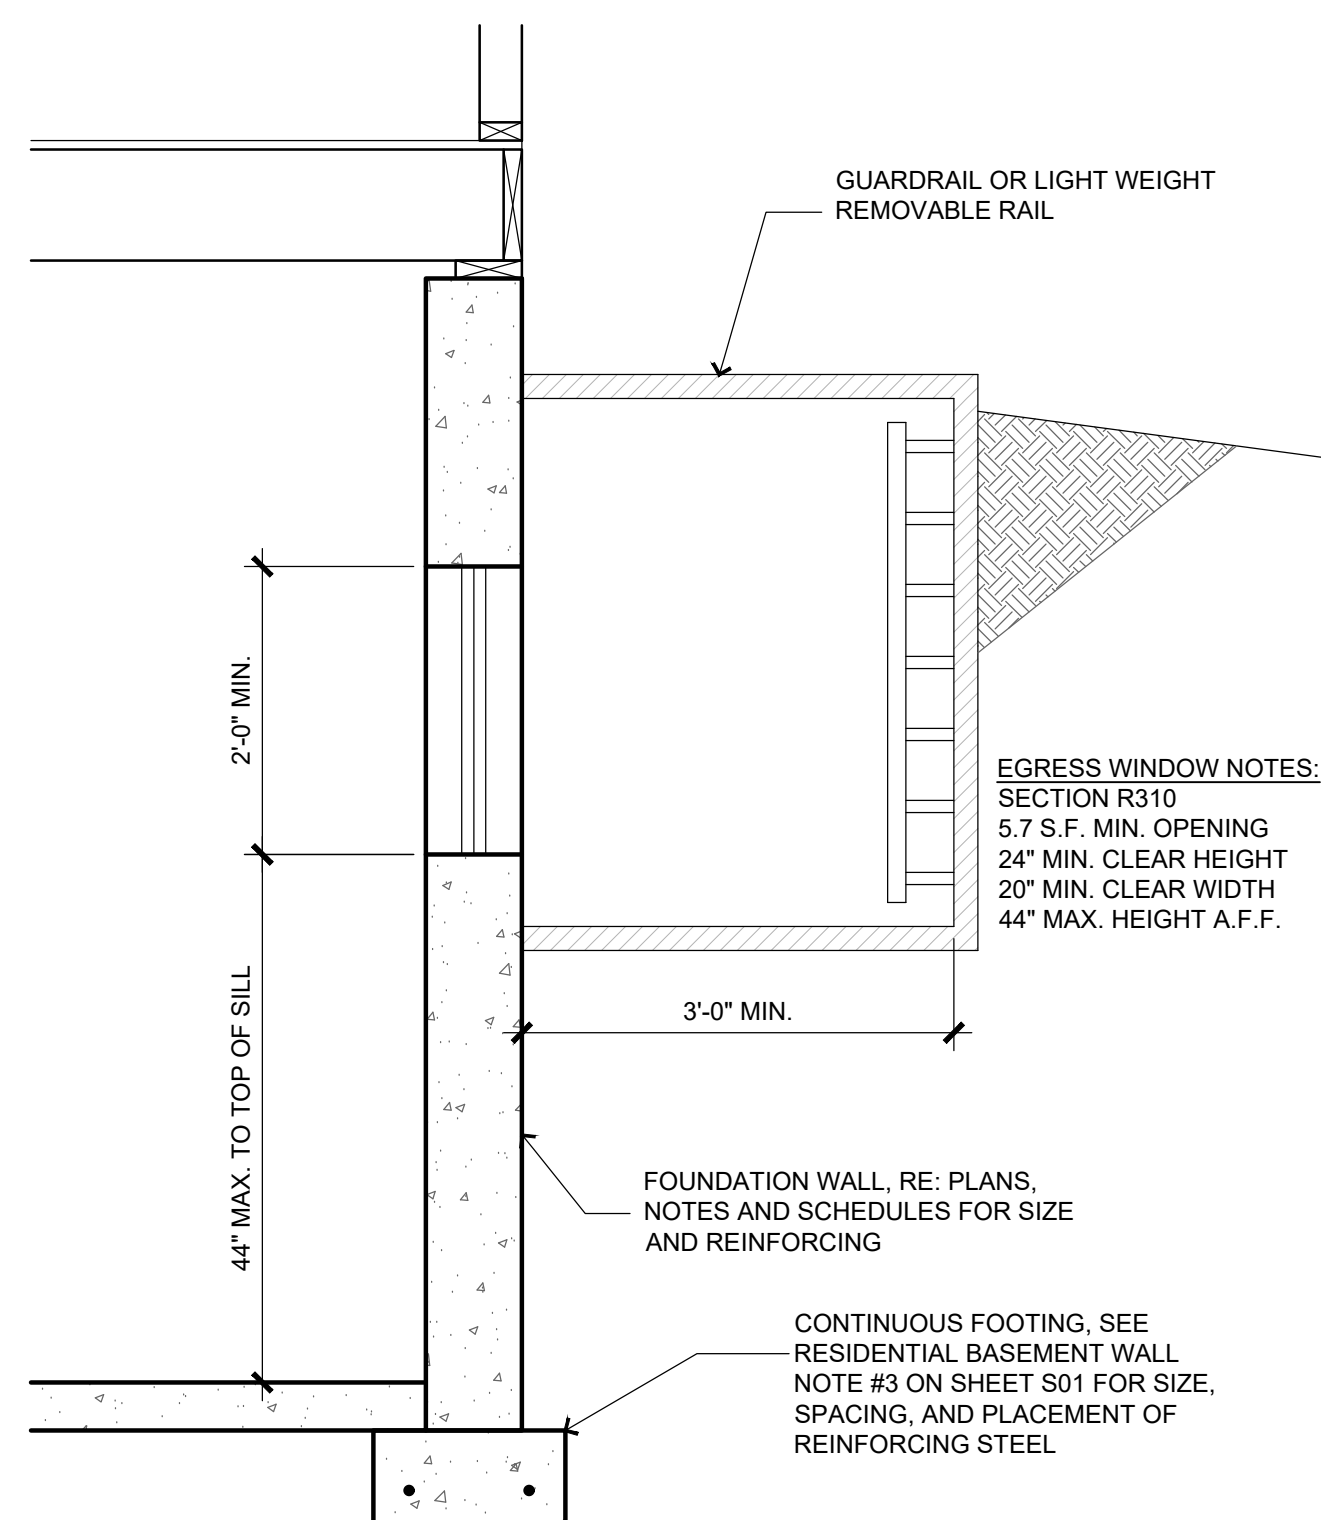 GUARDRAIL OR LIGHT WEIGHT
REMOVABLE RAIL
2'-0" MIN.
EGRESS WINDOW NOTES:
SECTION R310
5.7 S.F. MIN. OPENING
24" MIN. CLEAR HEIGHT
20" MIN. CLEAR WIDTH
44" MAX. HEIGHT A.F.F.
3'-0" MIN.
44" MAX. TO TOP OF SILL
FOUNDATION WALL, RE: PLANS,
NOTES AND SCHEDULES FOR SIZE
AND REINFORCING
CONTINUOUS FOOTING, SEE
RESIDENTIAL BASEMENT WALL
NOTE #3 ON SHEET S01 FOR SIZE,
SPACING, AND PLACEMENT OF
REINFORCING STEEL